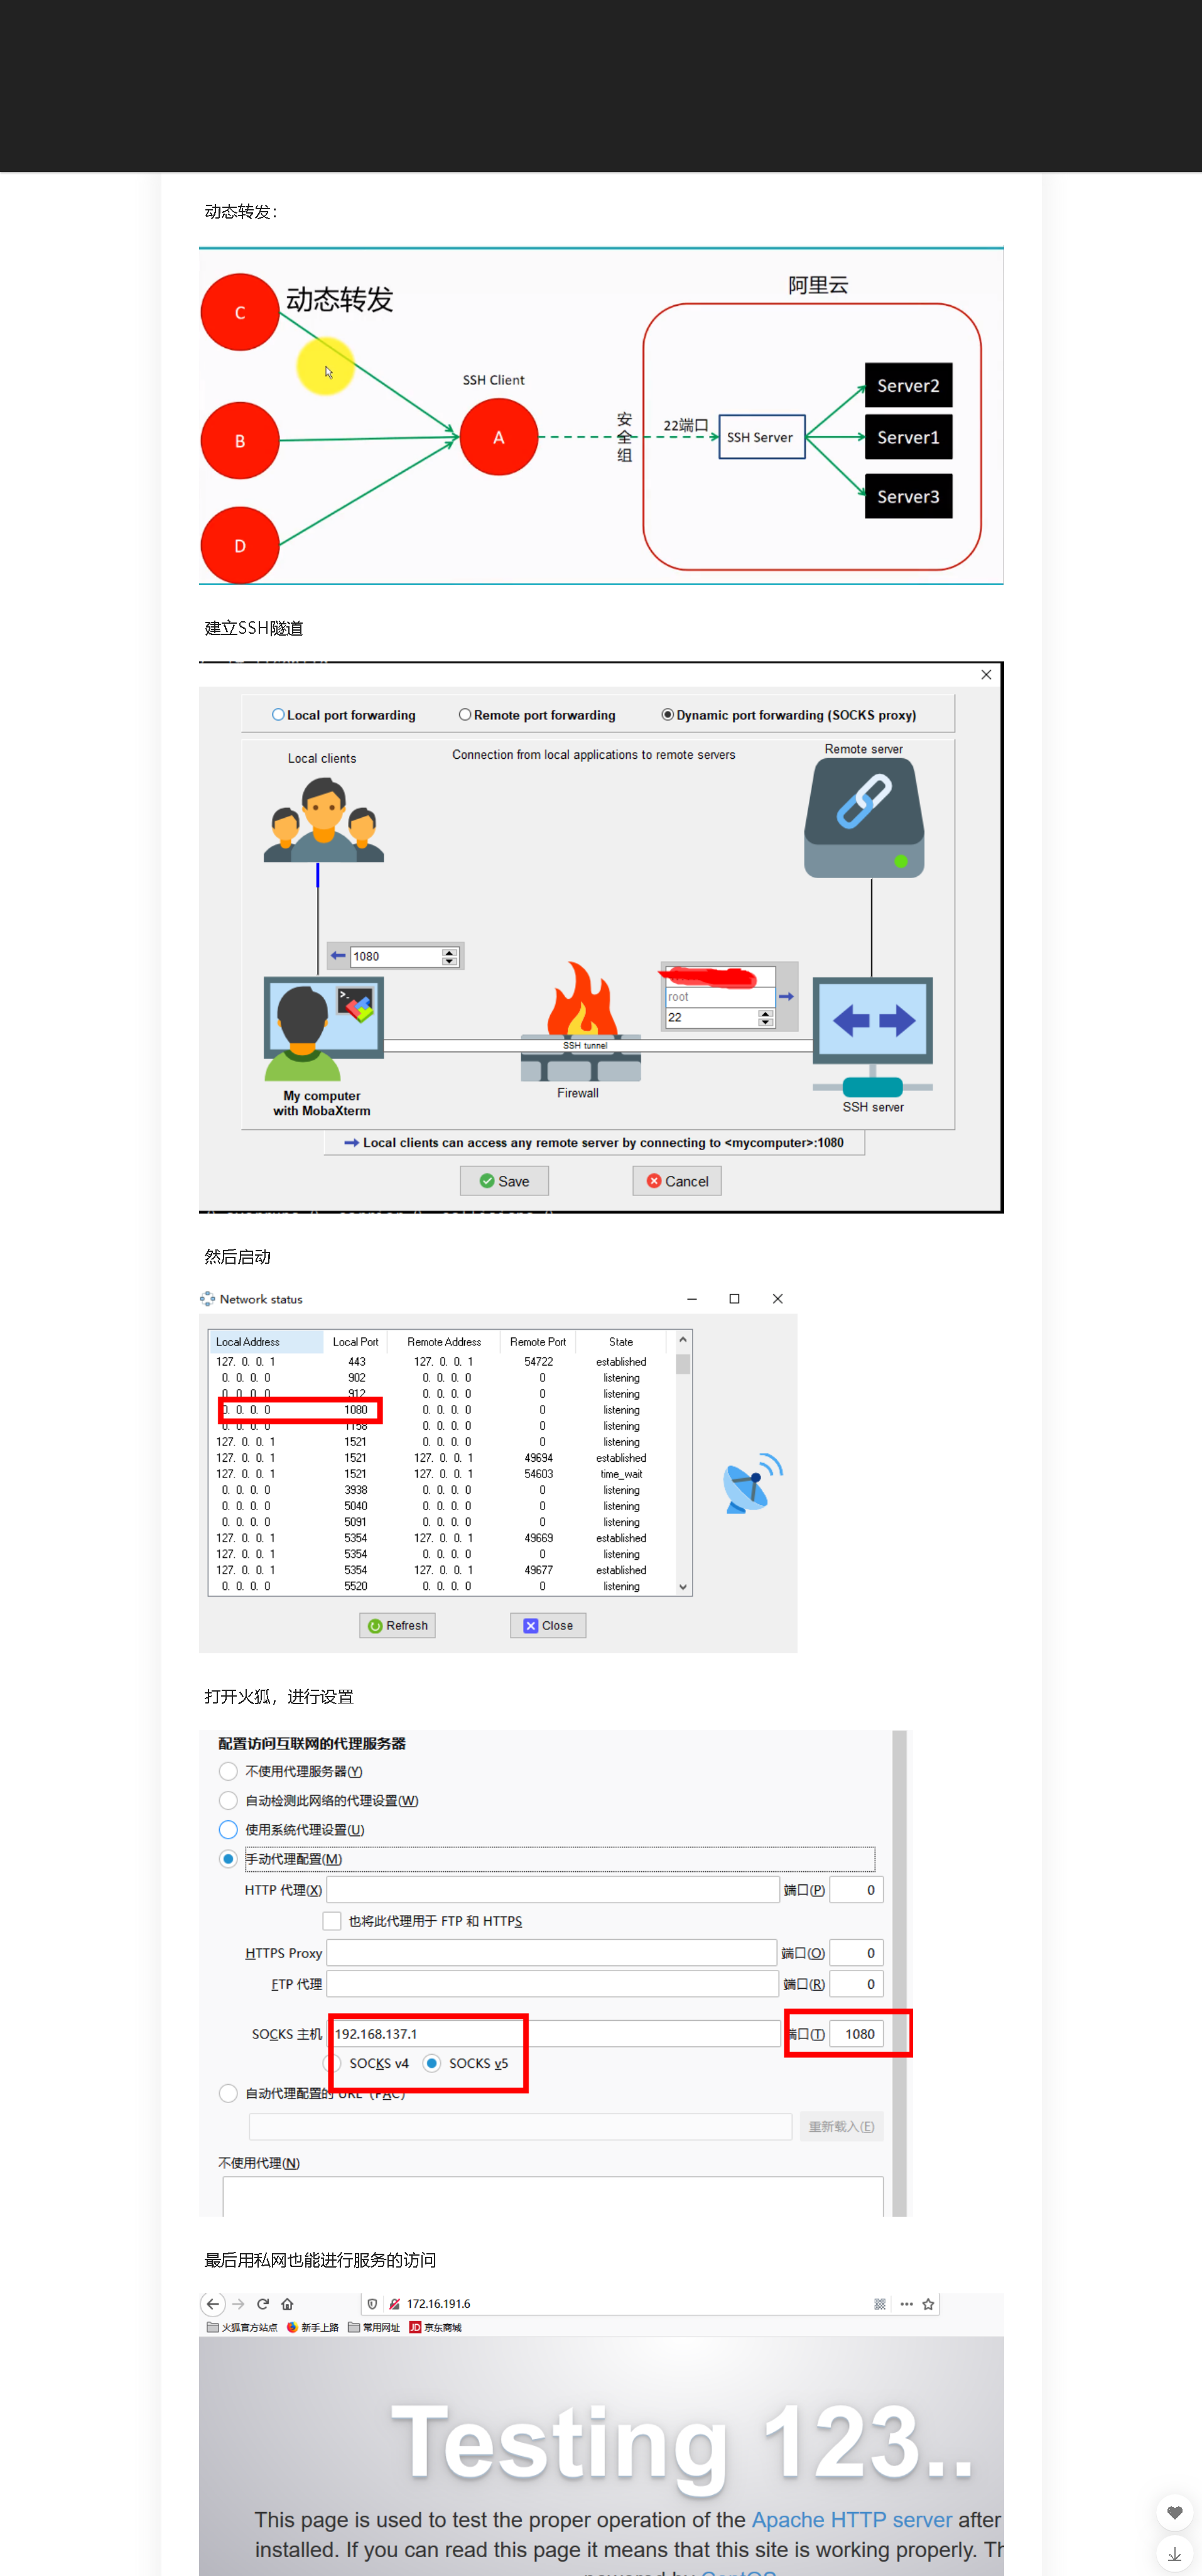 动态转发：
动态转发
阿里云
C
SSH Client
Server2
安全组
22端口
B
A
SSH Server
Server1
Server3
D
建立SSH隧道
Local port forwarding
Remote port forwarding
Dynamic port forwarding (SOCKS proxy)
Local clients
Connection from local applications to remote servers
Remote server
1080
root
22
SSH tunnel
Firewall
My computer
with MobaXterm
SSH server
Local clients can access any remote server by connecting to <mycomputer>:1080
Save
Cancel
然后启动
Network status
Local Address Local Port Remote Address Remote Port State
127. 0. 0. 1 443 127. 0. 0. 1 54722 established
0. 0. 0. 0 902 0. 0. 0. 0 0 listening
0. 0. 0. 0 912 0. 0. 0. 0 0 listening
0. 0. 0. 0 1080 0. 0. 0. 0 0 listening
0. 0. 0. 0 1158 0. 0. 0. 0 0 listening
127. 0. 0. 1 1521 0. 0. 0. 0 0 listening
127. 0. 0. 1 1521 127. 0. 0. 1 49694 established
127. 0. 0. 1 1521 127. 0. 0. 1 54603 time_wait
0. 0. 0. 0 3938 0. 0. 0. 0 0 listening
0. 0. 0. 0 5040 0. 0. 0. 0 0 listening
0. 0. 0. 0 5091 0. 0. 0. 0 0 listening
127. 0. 0. 1 5354 127. 0. 0. 1 49669 established
127. 0. 0. 1 5354 0. 0. 0. 0 0 listening
127. 0. 0. 1 5354 127. 0. 0. 1 49677 established
0. 0. 0. 0 5520 0. 0. 0. 0 0 listening
Refresh
Close
打开火狐，进行设置
配置访问互联网的代理服务器
不使用代理服务器(Y)
自动检测此网络的代理设置(W)
使用系统代理设置(U)
手动代理配置(M)
HTTP 代理(X) 端口(P) 0
也将此代理用于 FTP 和 HTTPS
HTTPS Proxy 端口(O) 0
FTP 代理 端口(R) 0
SOCKS 主机 192.168.137.1 端口(T) 1080
SOCKS v4 SOCKS v5
自动代理配置的 URL（PAC）
重新载入(E)
不使用代理(N)
最后用私网也能进行服务的访问
172.16.191.6
火狐官方站点 新手上路 常用网址 JD 京东商城
Testing 123..
This page is used to test the proper operation of the Apache HTTP server after
installed. If you can read this page it means that this site is working properly. Th
powered by CentOS